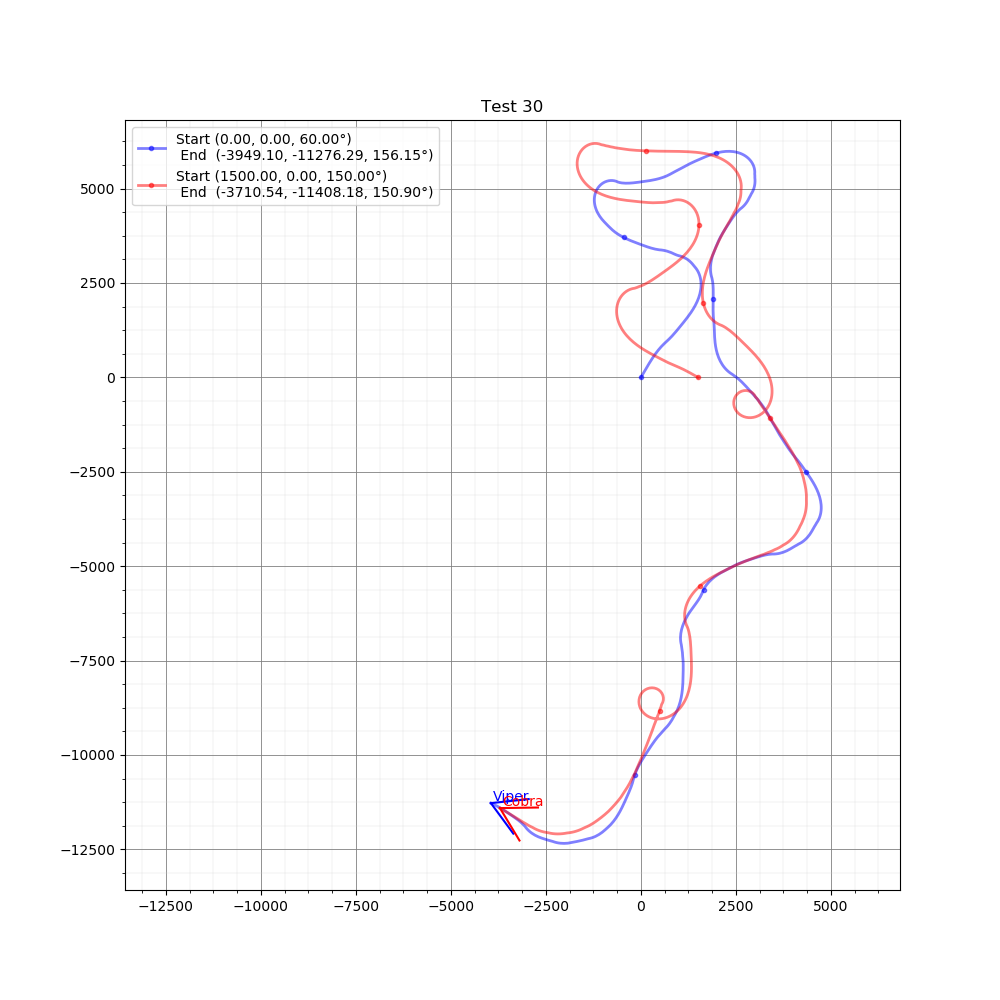 Test 30
Start (0.00, 0.00, 60.00°)
End  (-3949.10, -11276.29, 156.15°)
Start (1500.00, 0.00, 150.00°)
End  (-3710.54, -11408.18, 150.90°)
5000
2500
0
−2500
−5000
−7500
−10000
−12500
Viper
Cobra
−12500 −10000 −7500 −5000 −2500 0 2500 5000